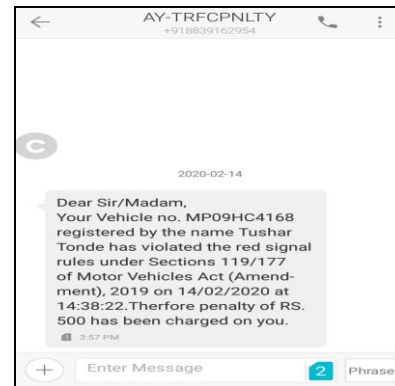 AY-TRFCPNLTY
+918839162954
C
2020-02-14
Dear Sir/Madam,
Your Vehicle no. MP09HC4168
registered by the name Tushar
Tonde has violated the red signal
rules under Sections 119/177
of Motor Vehicles Act (Amend-
ment), 2019 on 14/02/2020 at
14:38:22.Therfore penalty of RS.
500 has been charged on you.
3:57 PM
Enter Message
2
Phrase